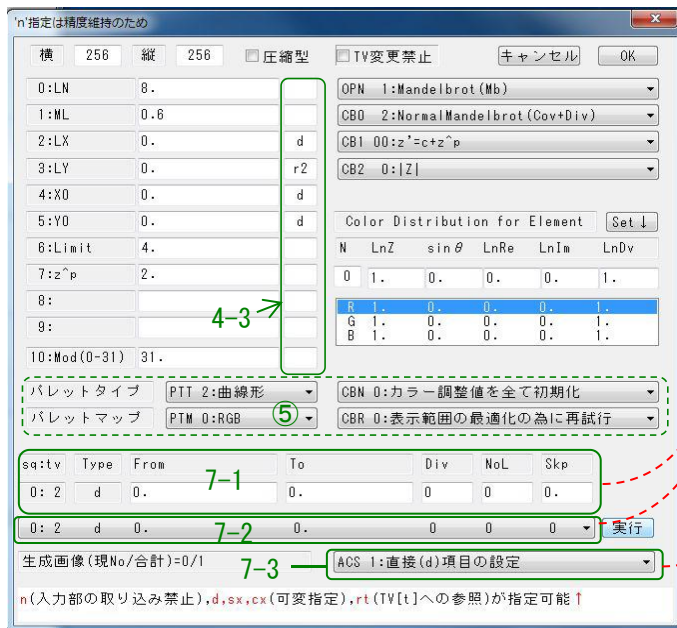 'n'指定は精度維持のため
横 256 縦 256 圧縮型 TV変更禁止 キャンセル OK
0:LN 8. OPN 1:Mandelbrot(Mb)
1:ML 0.6 CB0 2:NormalMandelbrot(Cov+Div)
2:LX 0. d CB1 00:z'=c+z^p
3:LY 0. r2 CB2 0:|Z|
4:X0 0. d
5:Y0 0. d Color Distribution for Element Set↓
6:Limit 4. N LnZ sinθ LnRe LnIm LnDv
7:z^p 2. 0 1. 0. 0. 0. 1.
8: R 1. 0. 0. 0. 1.
9: 4-3 G 1. 0. 0. 0. 1.
B 1. 0. 0. 0. 1.
10:Mod(0-31) 31.
パレットタイプ PTT 2:曲線形 CBN 0:カラー調整値を全て初期化
パレットマップ PTM 0:RGB ⑤ CBR 0:表示範囲の最適化の為に再試行
sq:tv Type From To Div NoL Skp
0: 2 d 0. 7-1 0. 0 0 0.
0: 2 d 0. 7-2 0. 0 0 0 実行
生成画像(現No/合計)=0/1 7-3 ACS 1:直接(d)項目の設定
n(入力部の取り込み禁止),d,sx,cx(可変指定),rt(TV[t]への参照)が指定可能↑